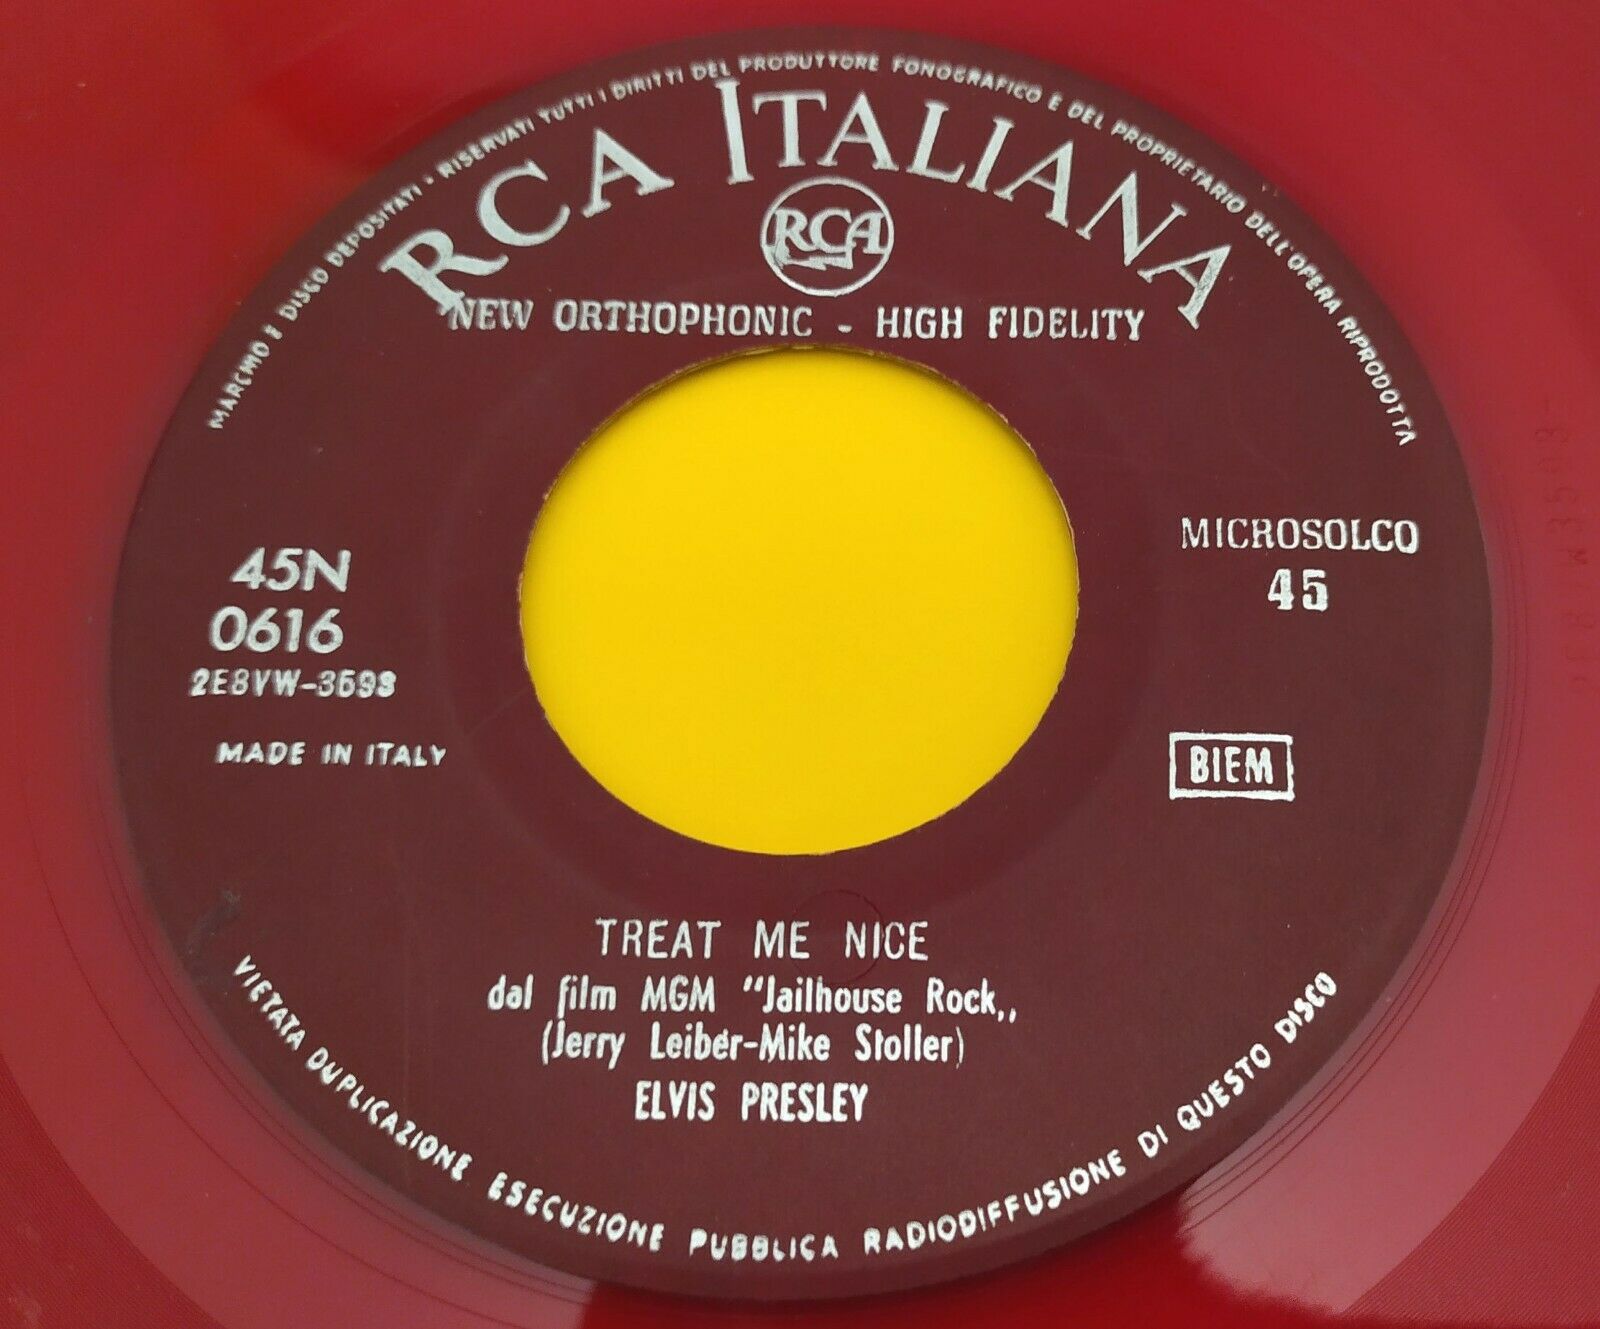 MARCHIO E DISCO DEPOSITATI · RISERVATI TUTTI I DIRITTI DEL PRODUTTORE FONOGRAFICO E DEL PROPRIETARIO DELL'OPERA RIPRODOTTA
RCA ITALIANA
RCA
NEW ORTHOPHONIC - HIGH FIDELITY
45N
0616
2E8VW-3593
MADE IN ITALY
MICROSOLCO
45
BIEM
TREAT ME NICE
dal film MGM "Jailhouse Rock„
(Jerry Leiber-Mike Stoller)
ELVIS PRESLEY
VIETATA DUPLICAZIONE ESECUZIONE PUBBLICA RADIODIFFUSIONE DI QUESTO DISCO